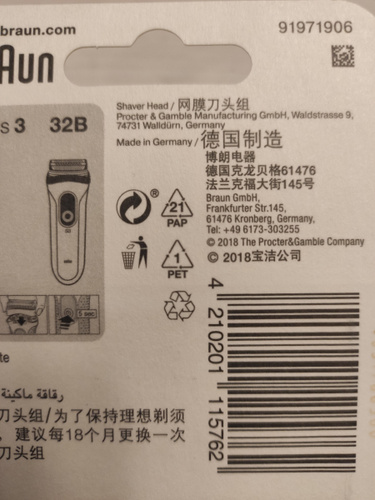 braun.com
91971906
Shaver Head / 网膜刀头组
Procter & Gamble Manufacturing GmbH, Waldstrasse 9,
74731 Walldürn, Germany
Made in Germany / 德国制造
S 3 32B
博朗电器
德国克龙贝格61476
法兰克福大街145号
Braun GmbH,
Frankfurter Str.145,
61476 Kronberg, Germany,
Tel: +49 6173-303255
© 2018 The Procter&Gamble Company
© 2018宝洁公司
®
21
PAP
1
PET
5 sec
4 210201 115762
رقاقة ماكينة
刀头组/为了保持理想剃须
，建议每18个月更换一次
刀头组